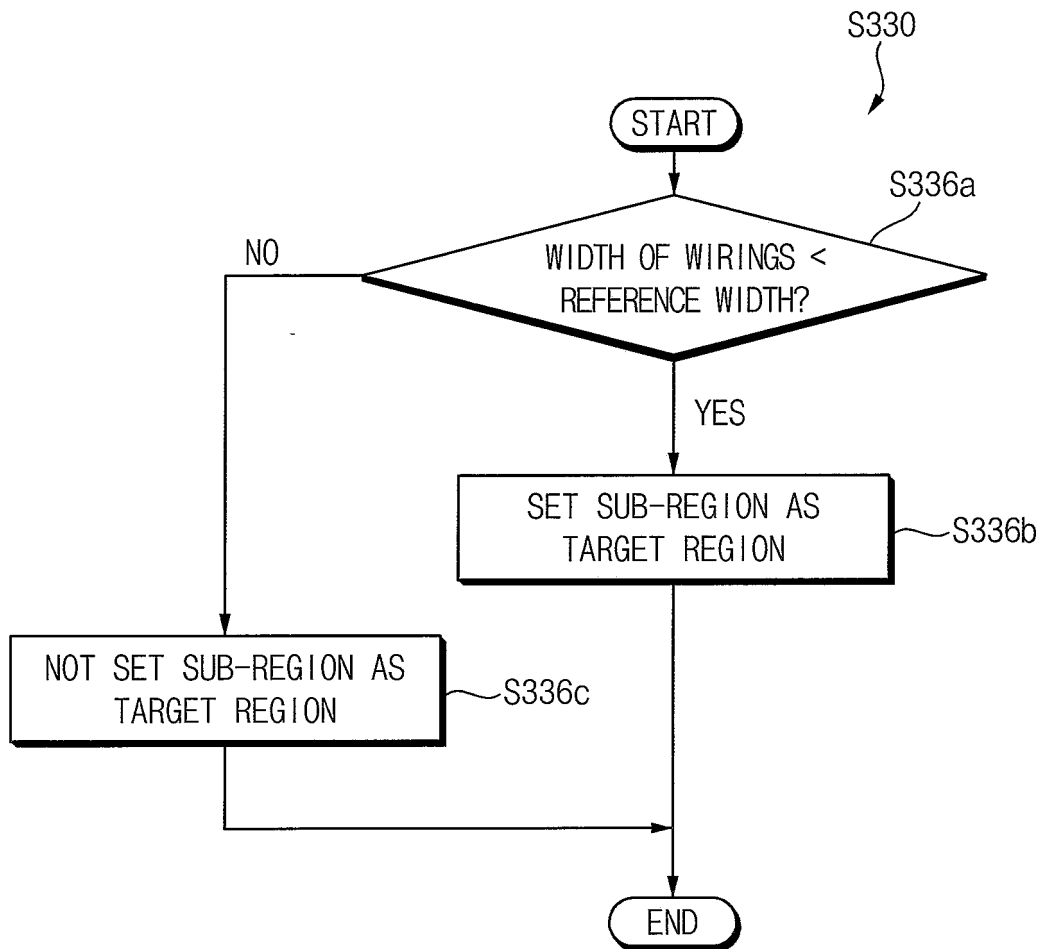 S330
START
S336a
NO
WIDTH OF WIRINGS <
REFERENCE WIDTH?
YES
SET SUB-REGION AS
TARGET REGION
S336b
NOT SET SUB-REGION AS
TARGET REGION
S336c
END